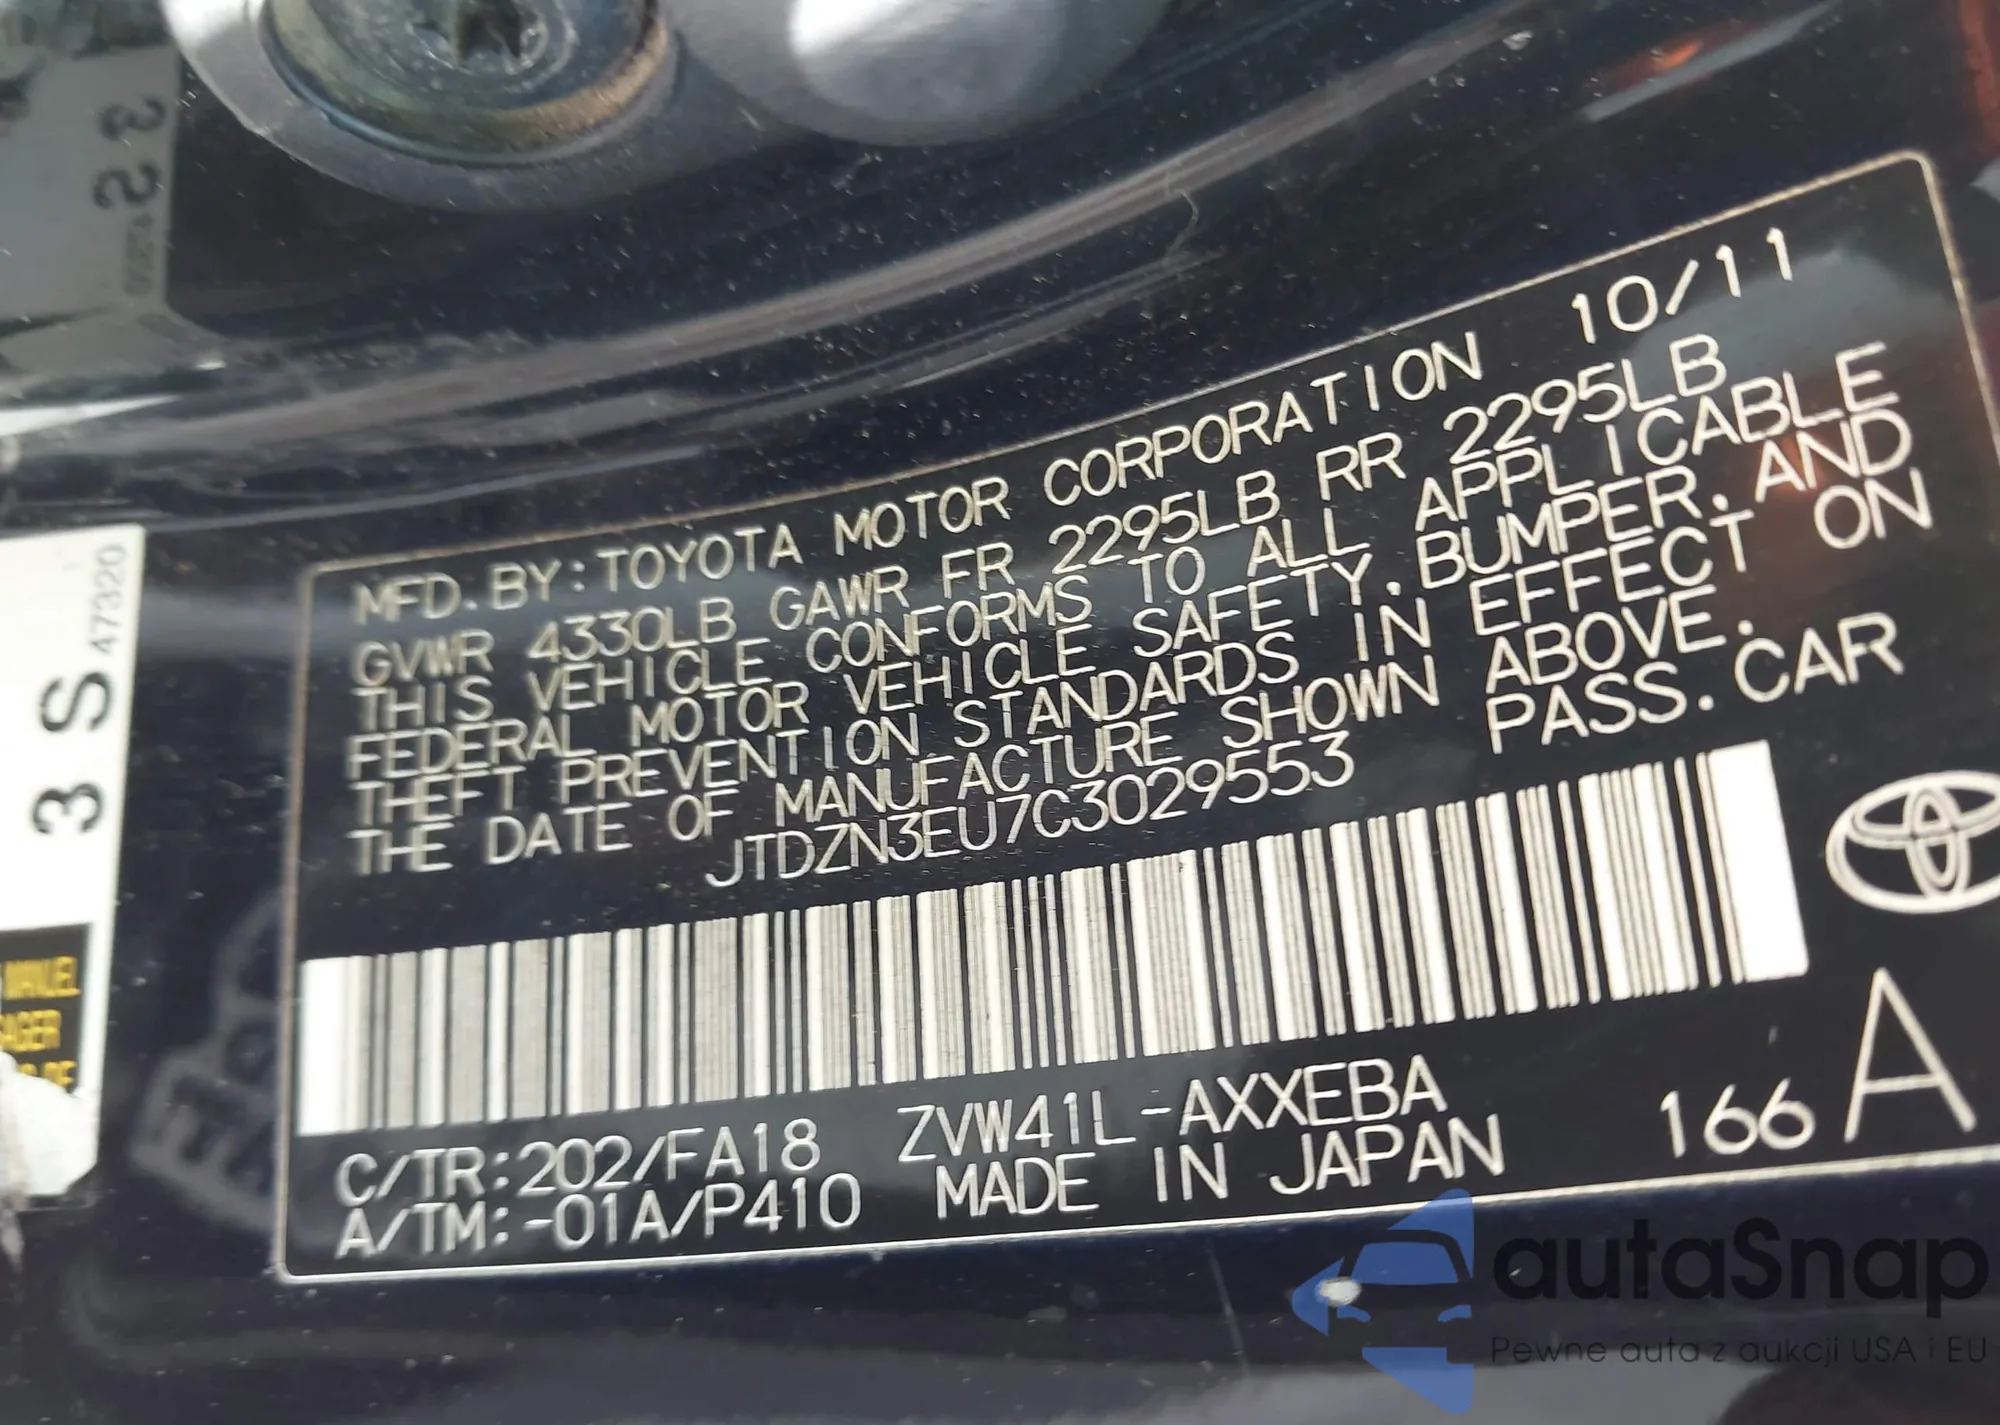 MFD. BY: TOYOTA MOTOR CORPORATION 10/11
GVWR 4330LB GAWR FR 2295LB RR 2295LB
THIS VEHICLE CONFORMS TO ALL APPLICABLE
FEDERAL MOTOR VEHICLE SAFETY, BUMPER, AND
THEFT PREVENTION STANDARDS IN EFFECT ON
THE DATE OF MANUFACTURE SHOWN ABOVE.
JTDZN3EU7C3029553 PASS. CAR
C/TR:202/FA18 ZVW41L-AXXEBA
A/TM:-01A/P410 MADE IN JAPAN 166 A
3 S 47320
MANUEL
autaSnap
Pewne auta z aukcji USA i EU